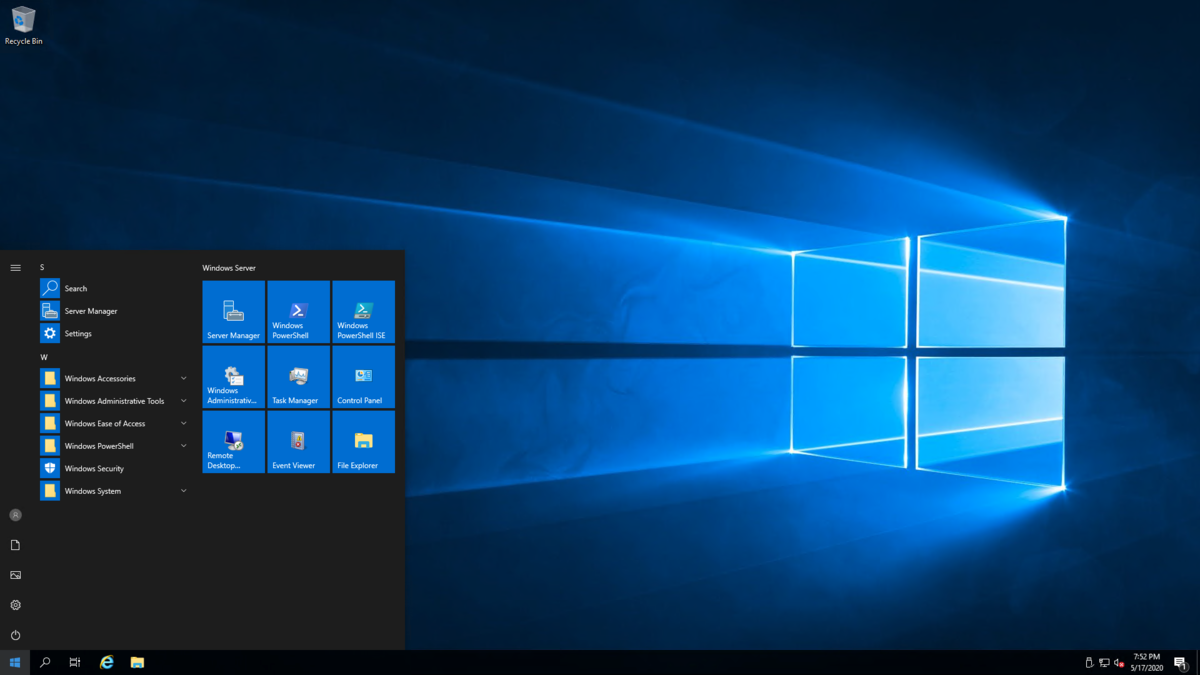 Recycle Bin
S
Search
Server Manager
Settings
W
Windows Accessories
Windows Administrative Tools
Windows Ease of Access
Windows PowerShell
Windows Security
Windows System
Windows Server
Server Manager
Windows
PowerShell
Windows
PowerShell ISE
Windows
Administrativ...
Task Manager
Control Panel
Remote
Desktop...
Event Viewer
File Explorer
7:52 PM
5/17/2020
1